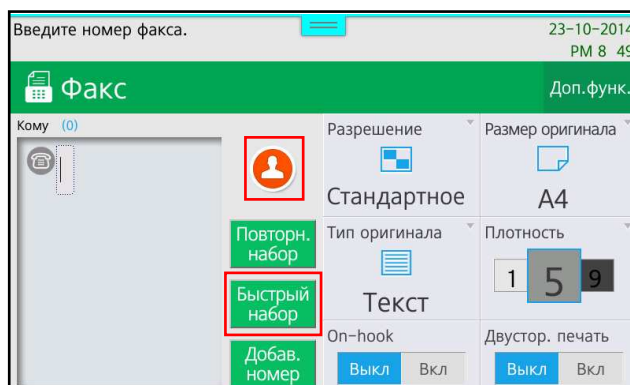 Введите номер факса.
23-10-2014
PM 8 49
Факс
Доп.функ.
Кому (0)
Повторн.
набор
Быстрый
набор
Добав.
номер
Разрешение
Стандартное
Размер оригинала
A4
Тип оригинала
Текст
Плотность
1 5 9
On-hook
Выкл Вкл
Двустор. печать
Выкл Вкл